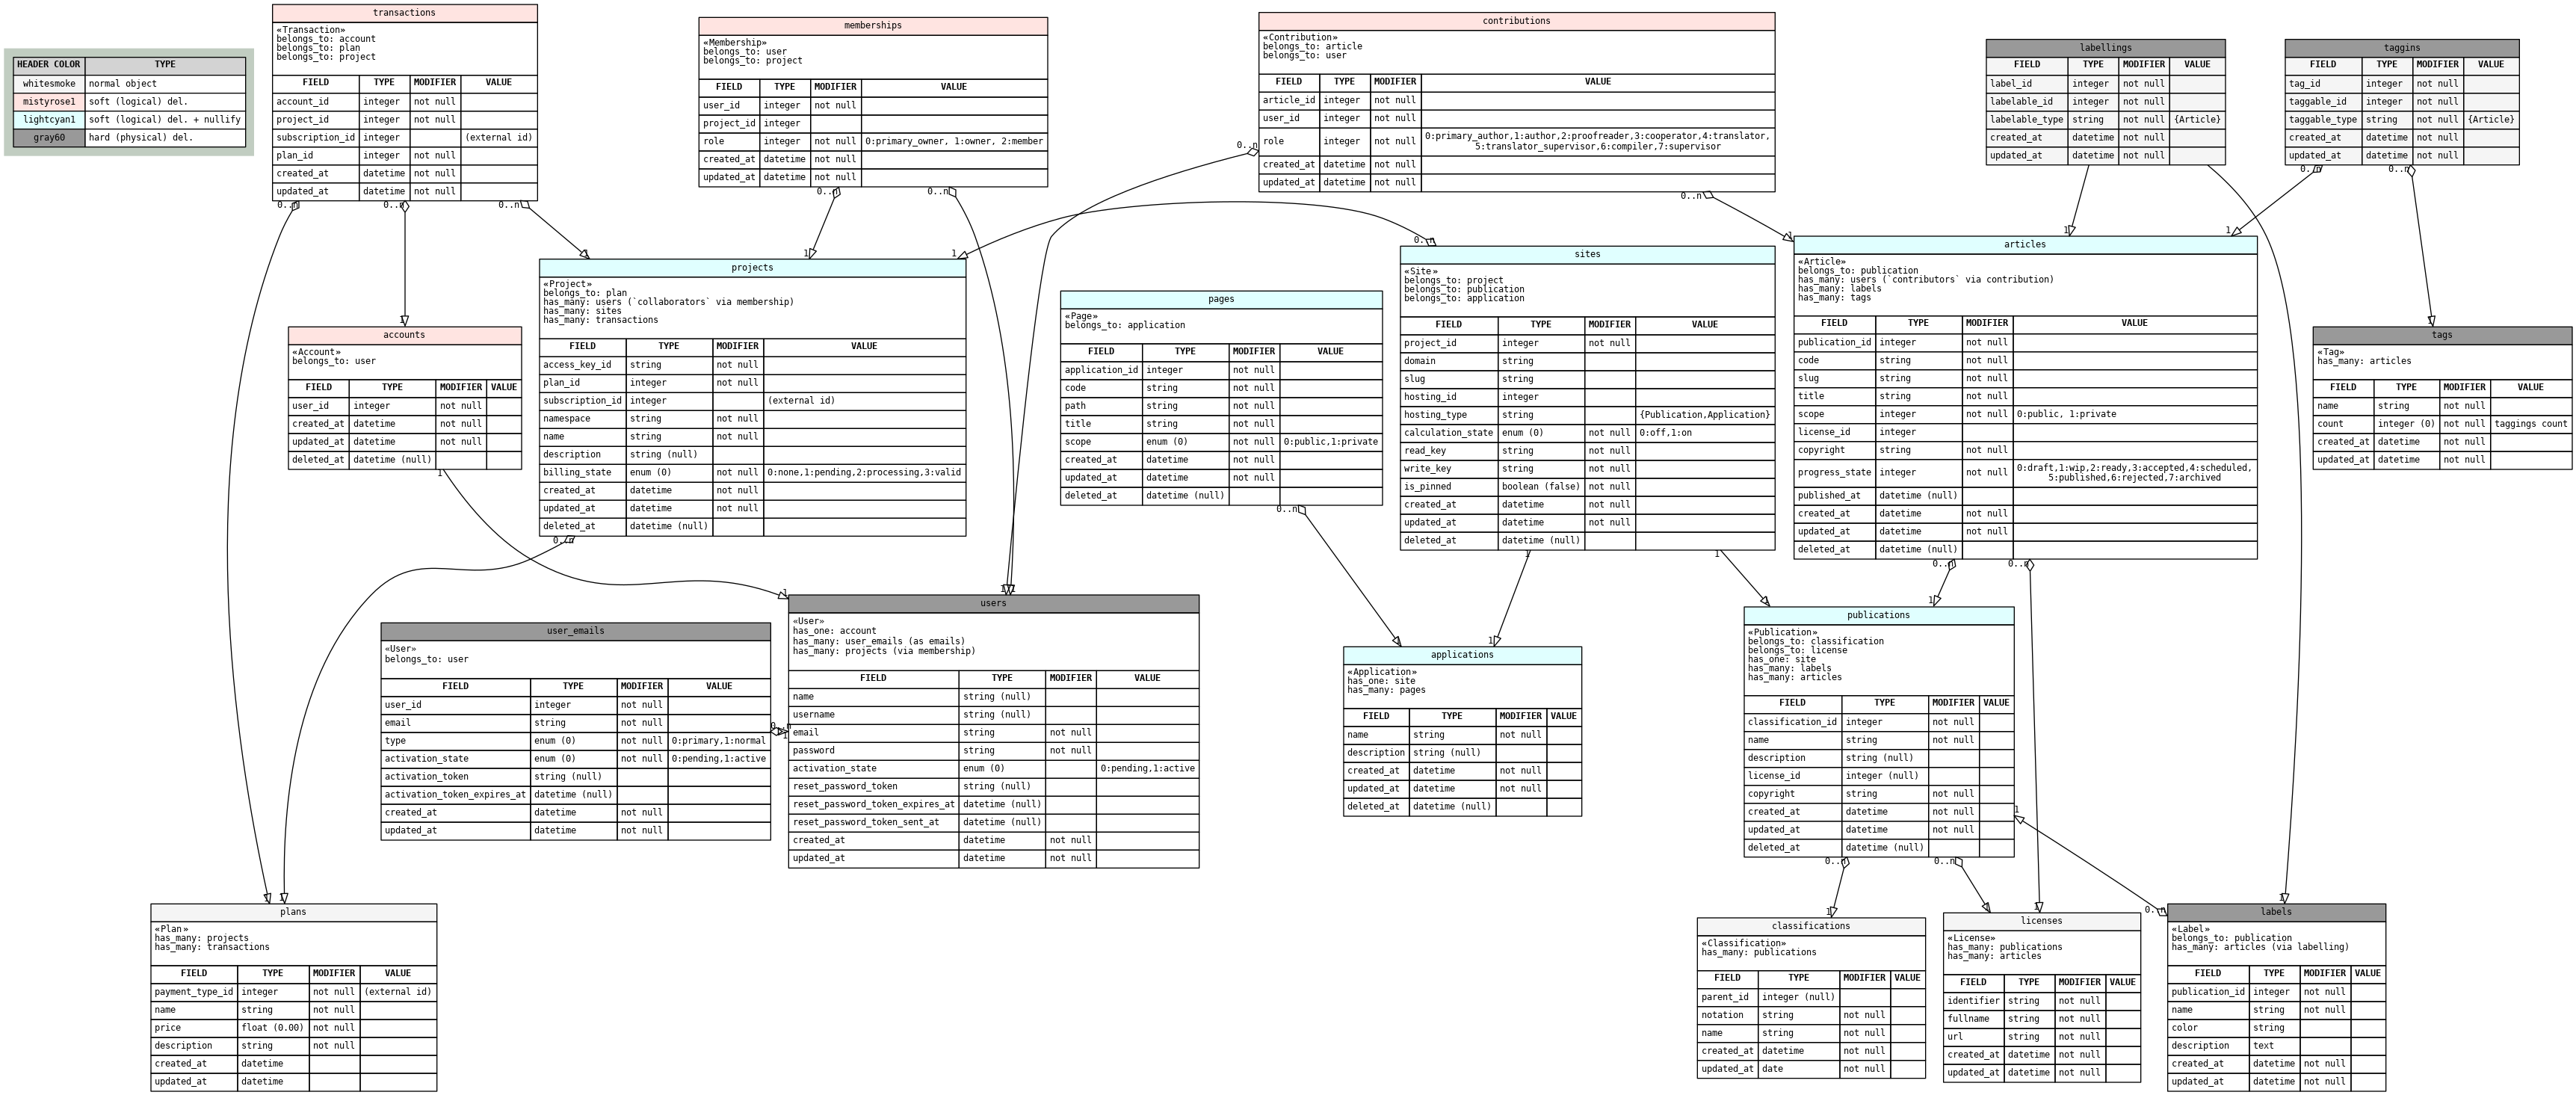 HEADER COLOR TYPE
whitesmoke normal object
mistyrose1 soft (logical) del.
lightcyan1 soft (logical) del. + nullify
gray60 hard (physical) del.
transactions
«Transaction»
belongs_to: account
belongs_to: plan
belongs_to: project
FIELD TYPE MODIFIER VALUE
account_id integer not null
project_id integer not null
subscription_id integer (external id)
plan_id integer not null
created_at datetime not null
updated_at datetime not null
0..n 0..n 0..n
memberships
«Membership»
belongs_to: user
belongs_to: project
FIELD TYPE MODIFIER VALUE
user_id integer not null
project_id integer
role integer not null 0:primary_owner, 1:owner, 2:member
created_at datetime not null
updated_at datetime not null
0..n 0..n
contributions
«Contribution»
belongs_to: article
belongs_to: user
FIELD TYPE MODIFIER VALUE
article_id integer not null
user_id integer not null
role integer not null 0:primary_author,1:author,2:proofreader,3:cooperator,4:translator,
5:translator_supervisor,6:compiler,7:supervisor
created_at datetime not null
updated_at datetime not null
0..n
0..n
labellings
FIELD TYPE MODIFIER VALUE
label_id integer not null
labelable_id integer not null
labelable_type string not null {Article}
created_at datetime not null
updated_at datetime not null
taggins
FIELD TYPE MODIFIER VALUE
tag_id integer not null
taggable_id integer not null
taggable_type string not null {Article}
created_at datetime not null
updated_at datetime not null
0..n 0..n
1
accounts
«Account»
belongs_to: user
FIELD TYPE MODIFIER VALUE
user_id integer not null
created_at datetime not null
updated_at datetime not null
deleted_at datetime (null)
1
1 1 1
projects
«Project»
belongs_to: plan
has_many: users (`collaborators` via membership)
has_many: sites
has_many: transactions
FIELD TYPE MODIFIER VALUE
access_key_id string not null
plan_id integer not null
subscription_id integer (external id)
namespace string not null
name string not null
description string (null)
billing_state enum (0) not null 0:none,1:pending,2:processing,3:valid
created_at datetime not null
updated_at datetime not null
deleted_at datetime (null)
0..n
pages
«Page»
belongs_to: application
FIELD TYPE MODIFIER VALUE
application_id integer not null
code string not null
path string not null
title string not null
scope enum (0) not null 0:public,1:private
created_at datetime not null
updated_at datetime not null
deleted_at datetime (null)
0..n
0..n
sites
«Site»
belongs_to: project
belongs_to: publication
belongs_to: application
FIELD TYPE MODIFIER VALUE
project_id integer not null
domain string
slug string
hosting_id integer
hosting_type string {Publication,Application}
calculation_state enum (0) not null 0:off,1:on
read_key string not null
write_key string not null
is_pinned boolean (false) not null
created_at datetime not null
updated_at datetime not null
deleted_at datetime (null)
1 1
1 1 1
articles
«Article»
belongs_to: publication
has_many: users (`contributors` via contribution)
has_many: labels
has_many: tags
FIELD TYPE MODIFIER VALUE
publication_id integer not null
code string not null
slug string not null
title string not null
scope integer not null 0:public, 1:private
license_id integer
copyright string not null
progress_state integer not null 0:draft,1:wip,2:ready,3:accepted,4:scheduled,
5:published,6:rejected,7:archived
published_at datetime (null)
created_at datetime not null
updated_at datetime not null
deleted_at datetime (null)
0..n 0..n
1
tags
«Tag»
has_many: articles
FIELD TYPE MODIFIER VALUE
name string not null
count integer (0) not null taggings count
created_at datetime not null
updated_at datetime not null
user_emails
«User»
belongs_to: user
FIELD TYPE MODIFIER VALUE
user_id integer not null
email string not null
type enum (0) not null 0:primary,1:normal
activation_state enum (0) not null 0:pending,1:active
activation_token string (null)
activation_token_expires_at datetime (null)
created_at datetime not null
updated_at datetime not null
0..n
1
1 1 1
users
«User»
has_one: account
has_many: user_emails (as emails)
has_many: projects (via membership)
FIELD TYPE MODIFIER VALUE
name string (null)
username string (null)
email string not null
password string not null
activation_state enum (0) 0:pending,1:active
reset_password_token string (null)
reset_password_token_expires_at datetime (null)
reset_password_token_sent_at datetime (null)
created_at datetime not null
updated_at datetime not null
1 1
applications
«Application»
has_one: site
has_many: pages
FIELD TYPE MODIFIER VALUE
name string not null
description string (null)
created_at datetime not null
updated_at datetime not null
deleted_at datetime (null)
1 1
publications
«Publication»
belongs_to: classification
belongs_to: license
has_one: site
has_many: labels
has_many: articles
FIELD TYPE MODIFIER VALUE
classification_id integer not null
name string not null
description string (null)
license_id integer (null)
copyright string not null
created_at datetime not null
updated_at datetime not null
deleted_at datetime (null)
1
0..n 0..n
1 1
plans
«Plan»
has_many: projects
has_many: transactions
FIELD TYPE MODIFIER VALUE
payment_type_id integer not null (external id)
name string not null
price float (0.00) not null
description string not null
created_at datetime
updated_at datetime
1
classifications
«Classification»
has_many: publications
FIELD TYPE MODIFIER VALUE
parent_id integer (null)
notation string not null
name string not null
created_at datetime not null
updated_at date not null
1 1
licenses
«License»
has_many: publications
has_many: articles
FIELD TYPE MODIFIER VALUE
identifier string not null
fullname string not null
url string not null
created_at datetime not null
updated_at datetime not null
0..n 1
labels
«Label»
belongs_to: publication
has_many: articles (via labelling)
FIELD TYPE MODIFIER VALUE
publication_id integer not null
name string not null
color string
description text
created_at datetime not null
updated_at datetime not null